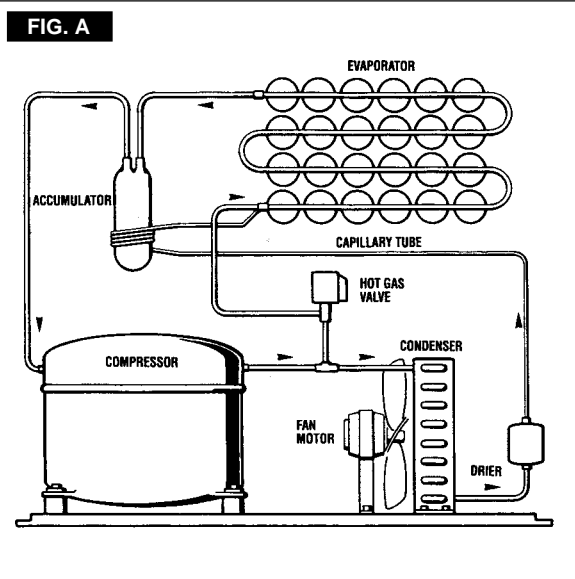 FIG. A
EVAPORATOR
ACCUMULATOR
CAPILLARY TUBE
HOT GAS
VALVE
COMPRESSOR
CONDENSER
FAN
MOTOR
DRIER